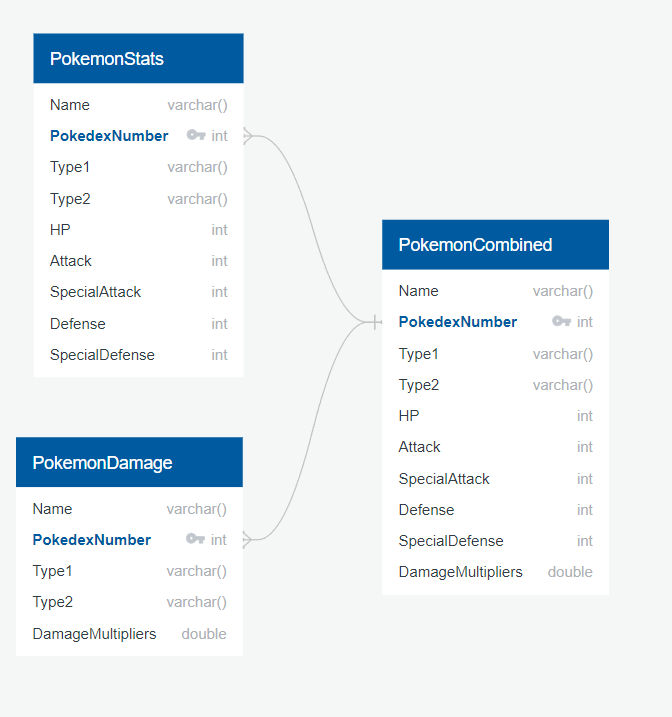 PokemonStats
Name varchar()
PokedexNumber int
Type1 varchar()
Type2 varchar()
HP int
Attack int
SpecialAttack int
Defense int
SpecialDefense int
PokemonCombined
Name varchar()
PokedexNumber int
Type1 varchar()
Type2 varchar()
HP int
Attack int
SpecialAttack int
Defense int
SpecialDefense int
DamageMultipliers double
PokemonDamage
Name varchar()
PokedexNumber int
Type1 varchar()
Type2 varchar()
DamageMultipliers double